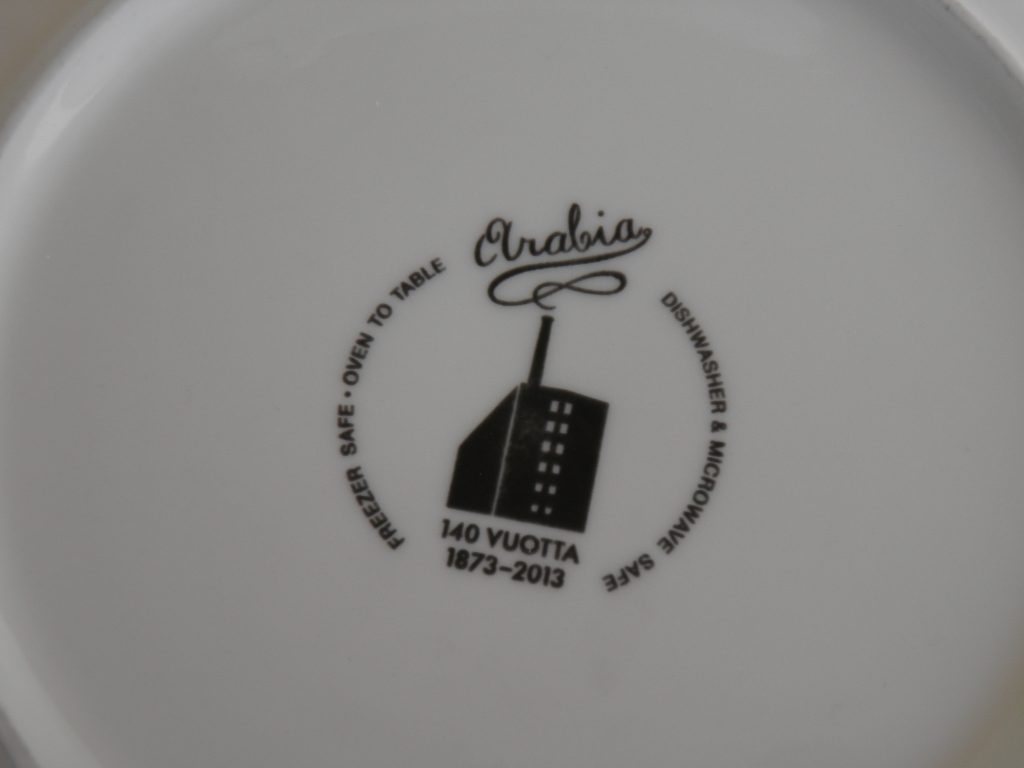 Arabia
FREEZER SAFE • OVEN TO TABLE
DISHWASHER & MICROWAVE SAFE
140 VUOTTA
1873-2013